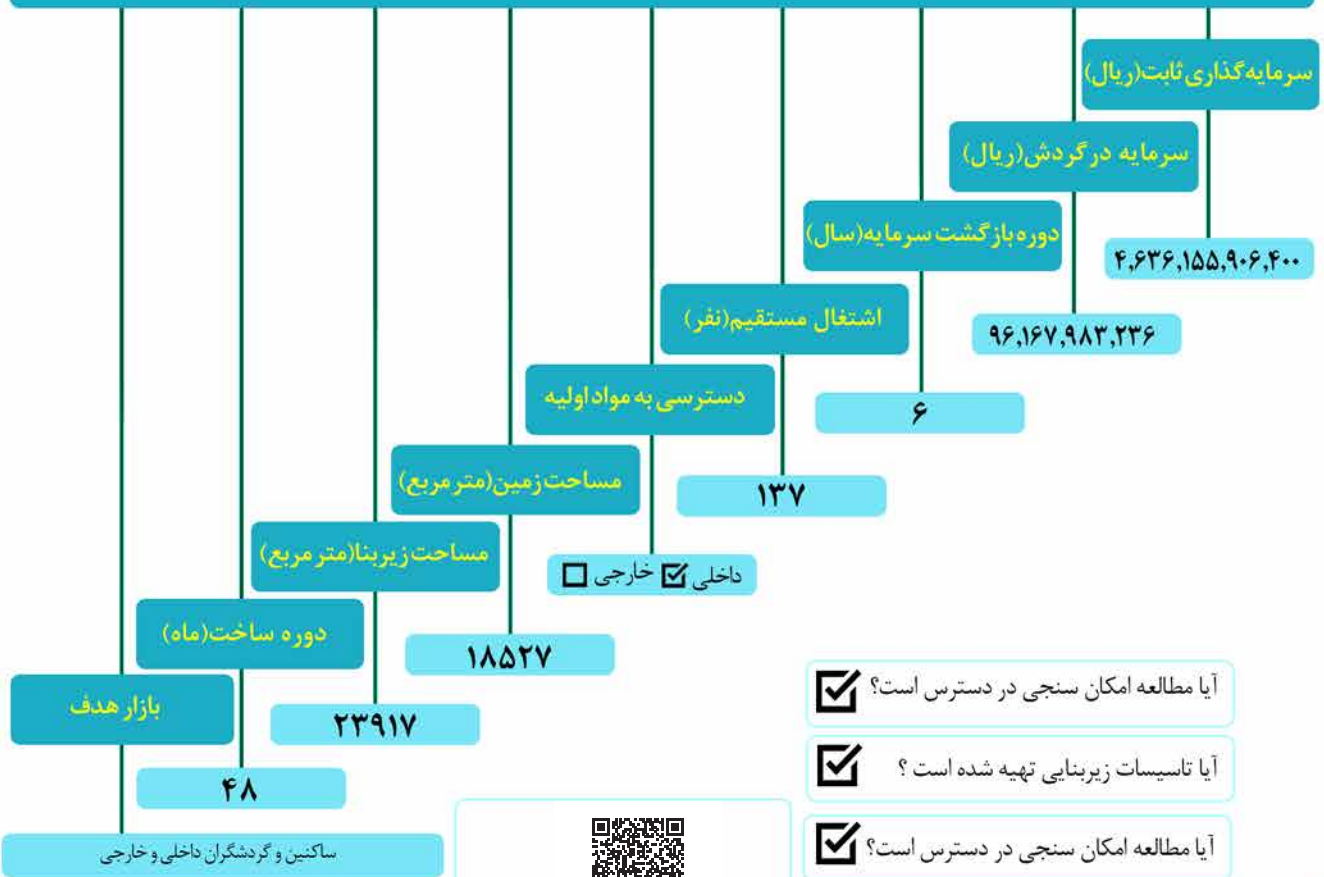 سرمایه‌گذاری ثابت(ریال)
۴,۶۳۶,۱۵۵,۹۰۶,۴۰۰
سرمایه در گردش(ریال)
۹۶,۱۶۷,۹۸۳,۲۳۶
دوره بازگشت سرمایه(سال)
۶
اشتغال مستقیم(نفر)
۱۳۷
دسترسی به مواد اولیه
داخلی ☑ خارجی ☐
مساحت زمین(متر مربع)
۱۸۵۲۷
مساحت زیربنا(متر مربع)
۲۳۹۱۷
دوره ساخت(ماه)
۴۸
بازار هدف
ساکنین و گردشگران داخلی و خارجی
آیا مطالعه امکان سنجی در دسترس است؟ ☑
آیا تاسیسات زیربنایی تهیه شده است ؟ ☑
آیا مطالعه امکان سنجی در دسترس است؟ ☑